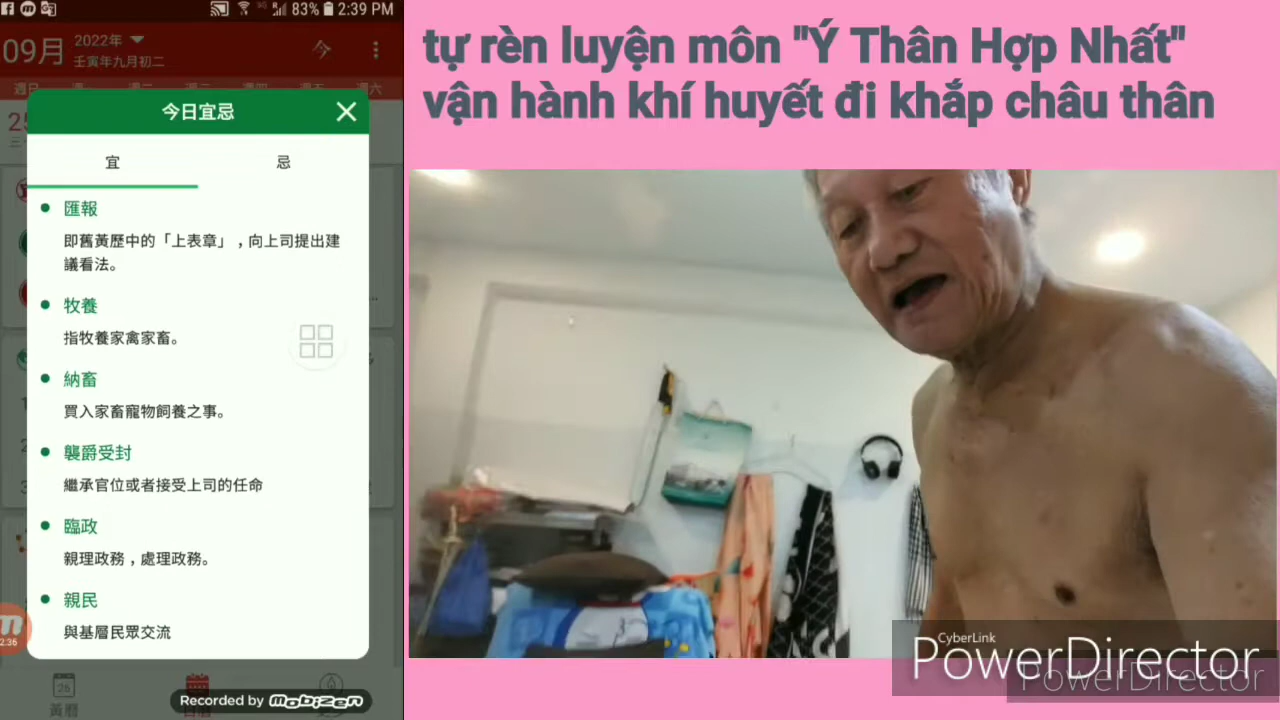 83% 2:39 PM
09月
2022年
壬寅年九月初二
今
今日宜忌
宜
忌
匯報
即舊黃歷中的「上表章」，向上司提出建
議看法。
牧養
指牧養家禽家畜。
納畜
買入家畜寵物飼養之事。
襲爵受封
繼承官位或者接受上司的任命
臨政
親理政務，處理政務。
親民
與基層民眾交流
2:36
26
黃曆
Recorded by Mobizen
tự rèn luyện môn "Ý Thân Hợp Nhất"
vận hành khí huyết đi khắp châu thân
CyberLink
PowerDirector
PowerDirector